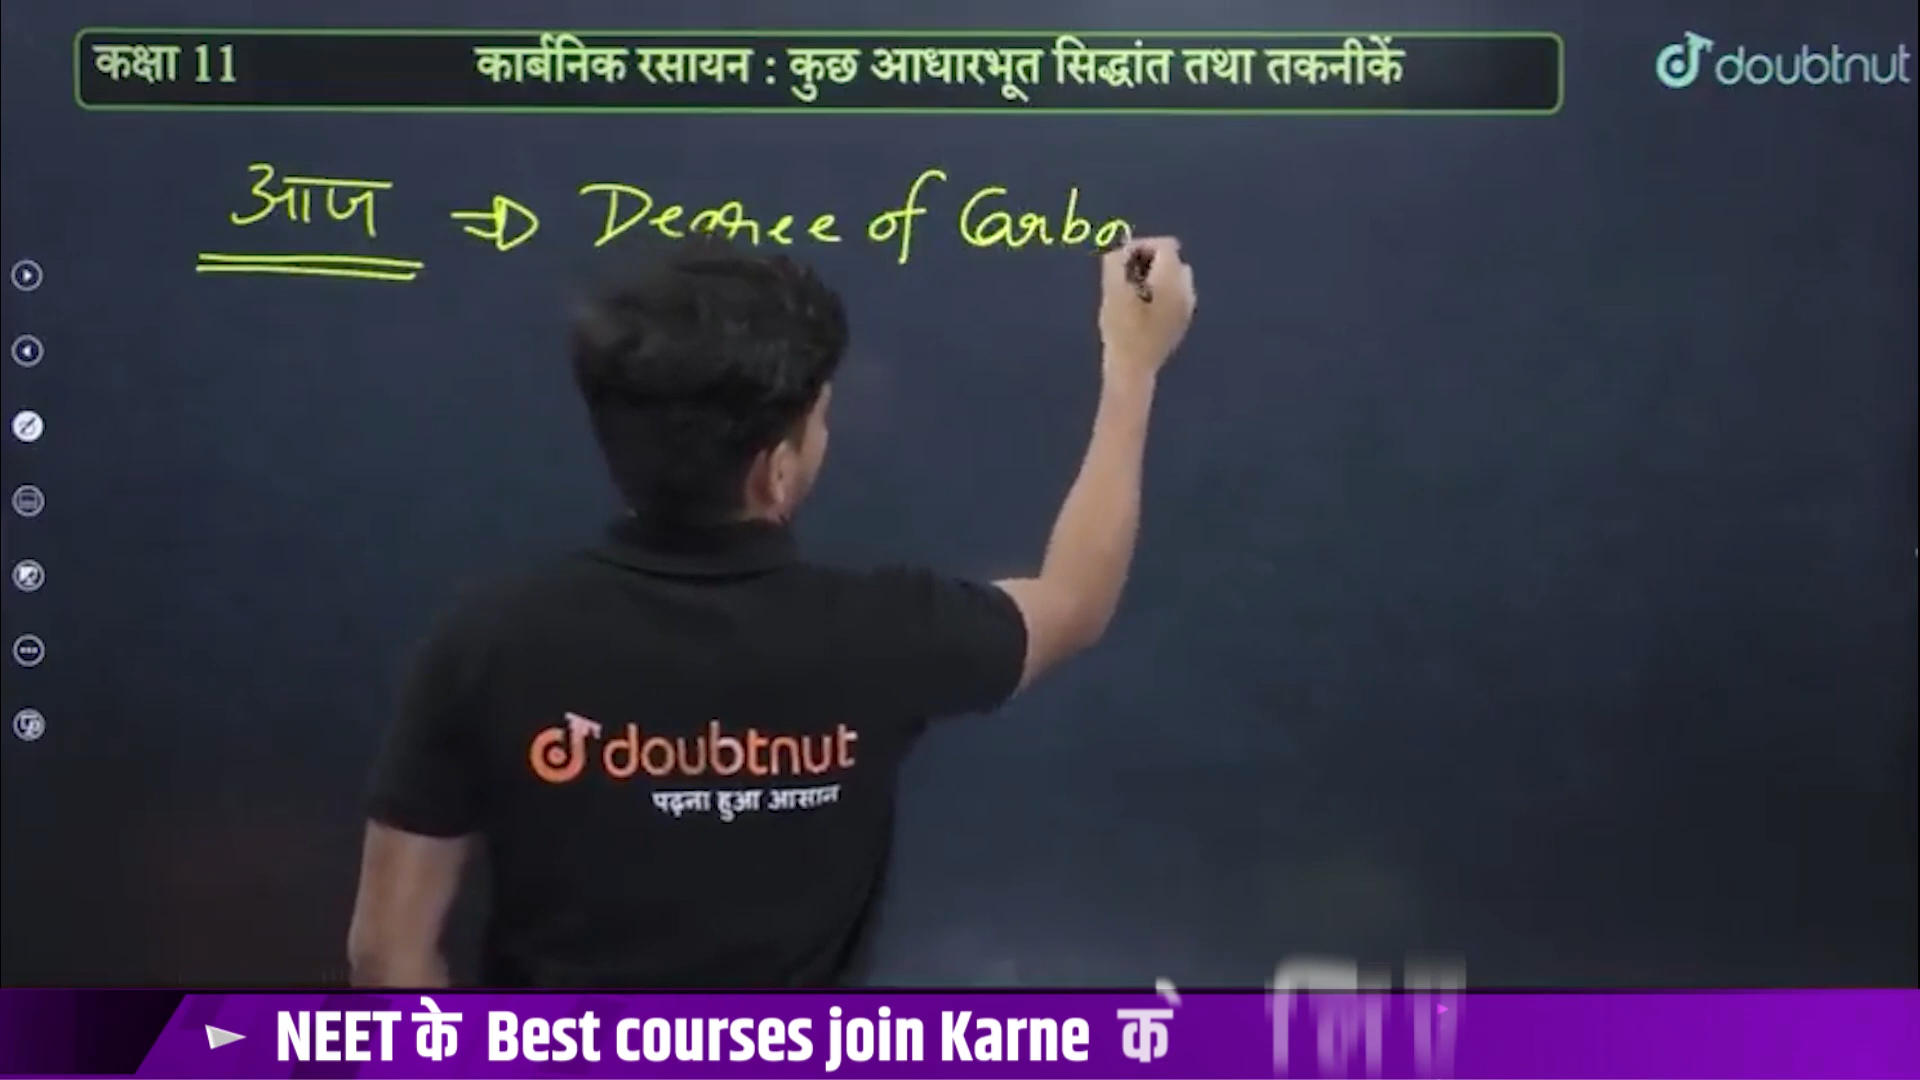 कक्षा 11 कार्बनिक रसायन : कुछ आधारभूत सिद्धांत तथा तकनीकें
doubtnut
आज ⇒ Degree of Carbo
doubtnut
पढ़ना हुआ आसान
NEET के Best courses join Karne के